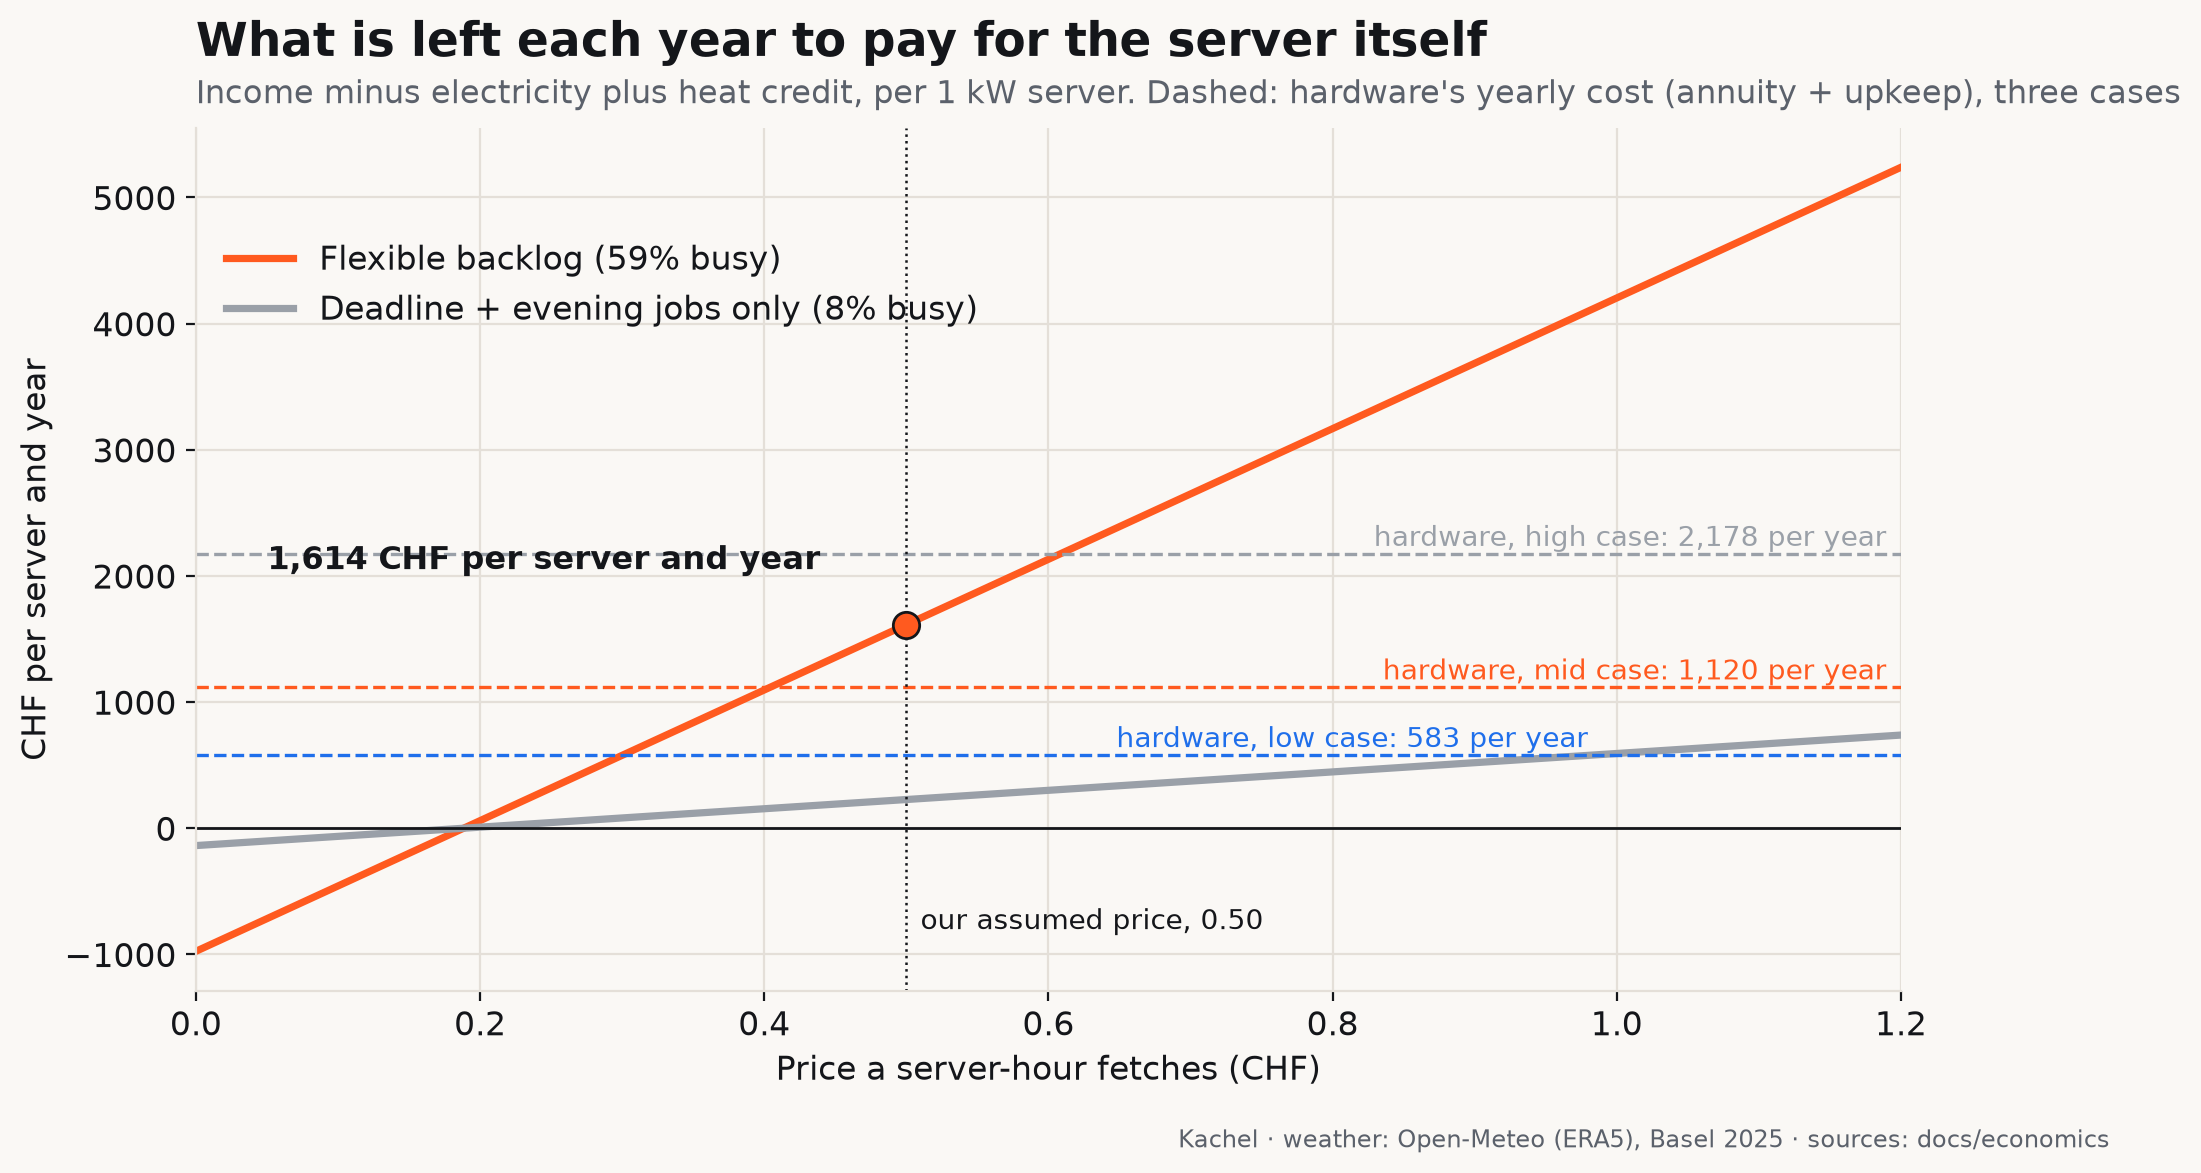 What is left each year to pay for the server itself
Income minus electricity plus heat credit, per 1 kW server. Dashed: hardware's yearly cost (annuity + upkeep), three cases
CHF per server and year
5000
4000
3000
2000
1000
0
−1000
Flexible backlog (59% busy)
Deadline + evening jobs only (8% busy)
hardware, high case: 2,178 per year
1,614 CHF per server and year
hardware, mid case: 1,120 per year
hardware, low case: 583 per year
our assumed price, 0.50
0.0 0.2 0.4 0.6 0.8 1.0 1.2
Price a server-hour fetches (CHF)
Kachel · weather: Open-Meteo (ERA5), Basel 2025 · sources: docs/economics